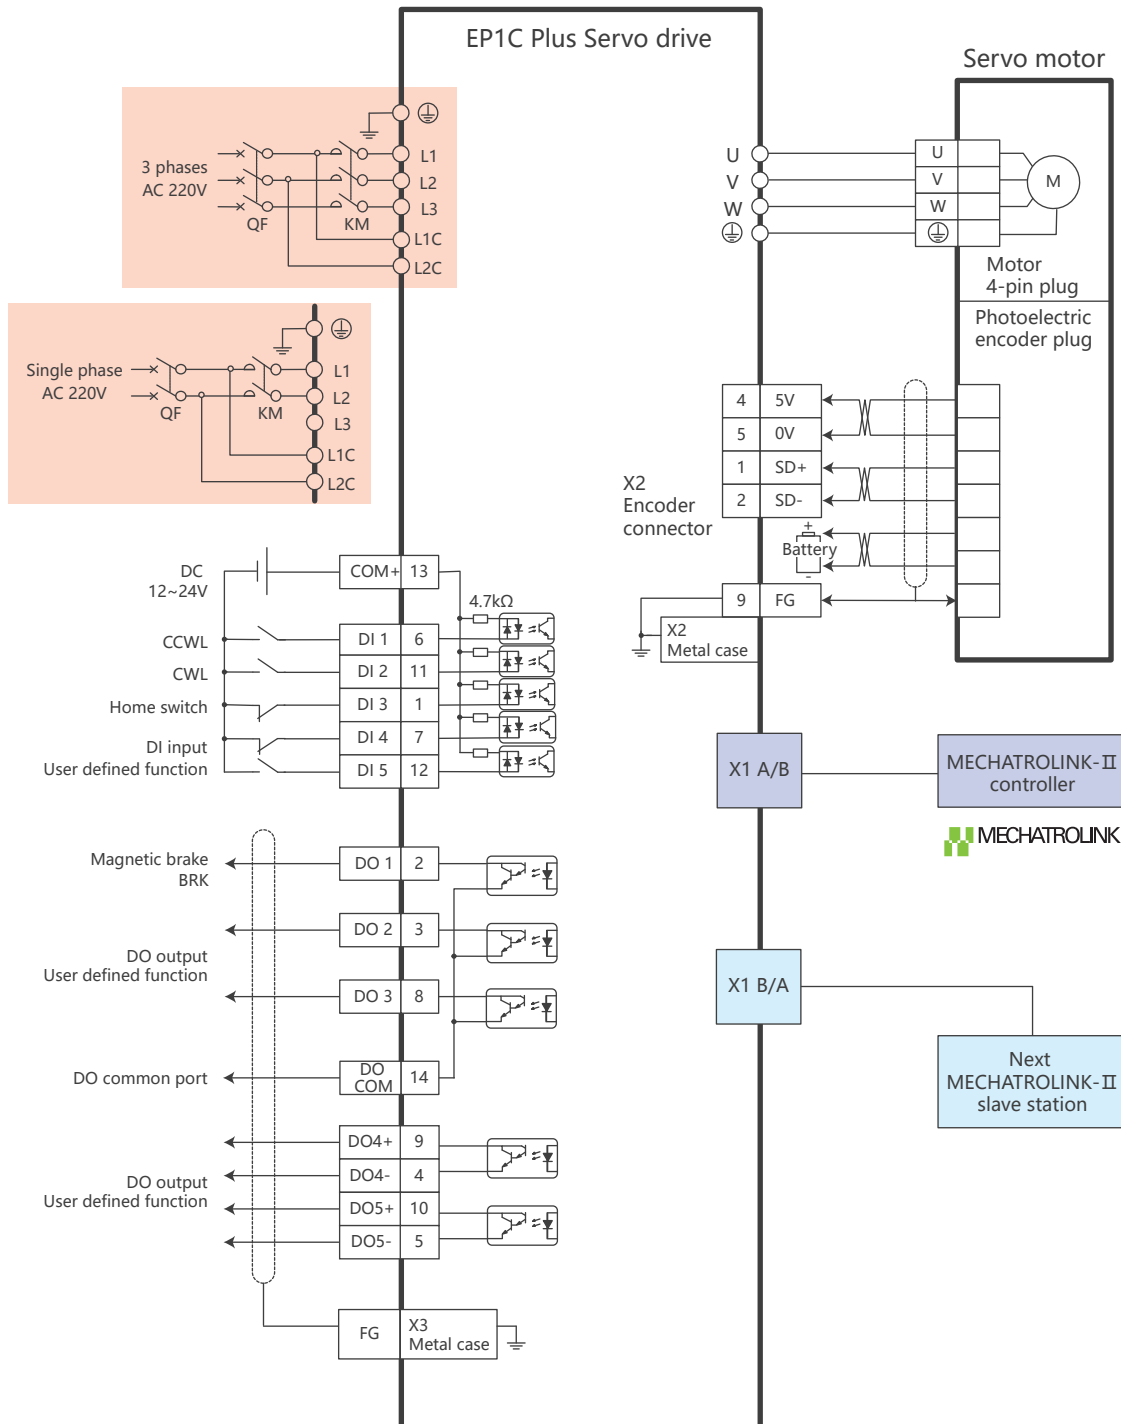 EP1C Plus Servo drive
Servo motor
3 phases
AC 220V
QF
KM
L1
L2
L3
L1C
L2C
Single phase
AC 220V
QF
KM
L1
L2
L3
L1C
L2C
U
V
W
U
V
W
M
Motor
4-pin plug
Photoelectric
encoder plug
X2
Encoder
connector
4 5V
5 0V
1 SD+
2 SD-
+
Battery
-
9 FG
X2
Metal case
DC
12~24V
COM+ 13
4.7kΩ
CCWL
DI 1 6
CWL
DI 2 11
Home switch
DI 3 1
DI input
User defined function
DI 4 7
DI 5 12
X1 A/B
MECHATROLINK-Ⅱ
controller
MECHATROLINK
Magnetic brake
BRK
DO 1 2
DO 2 3
DO output
User defined function
DO 3 8
X1 B/A
Next
MECHATROLINK-Ⅱ
slave station
DO common port
DO
COM
14
DO4+ 9
DO4- 4
DO output
User defined function
DO5+ 10
DO5- 5
FG
X3
Metal case